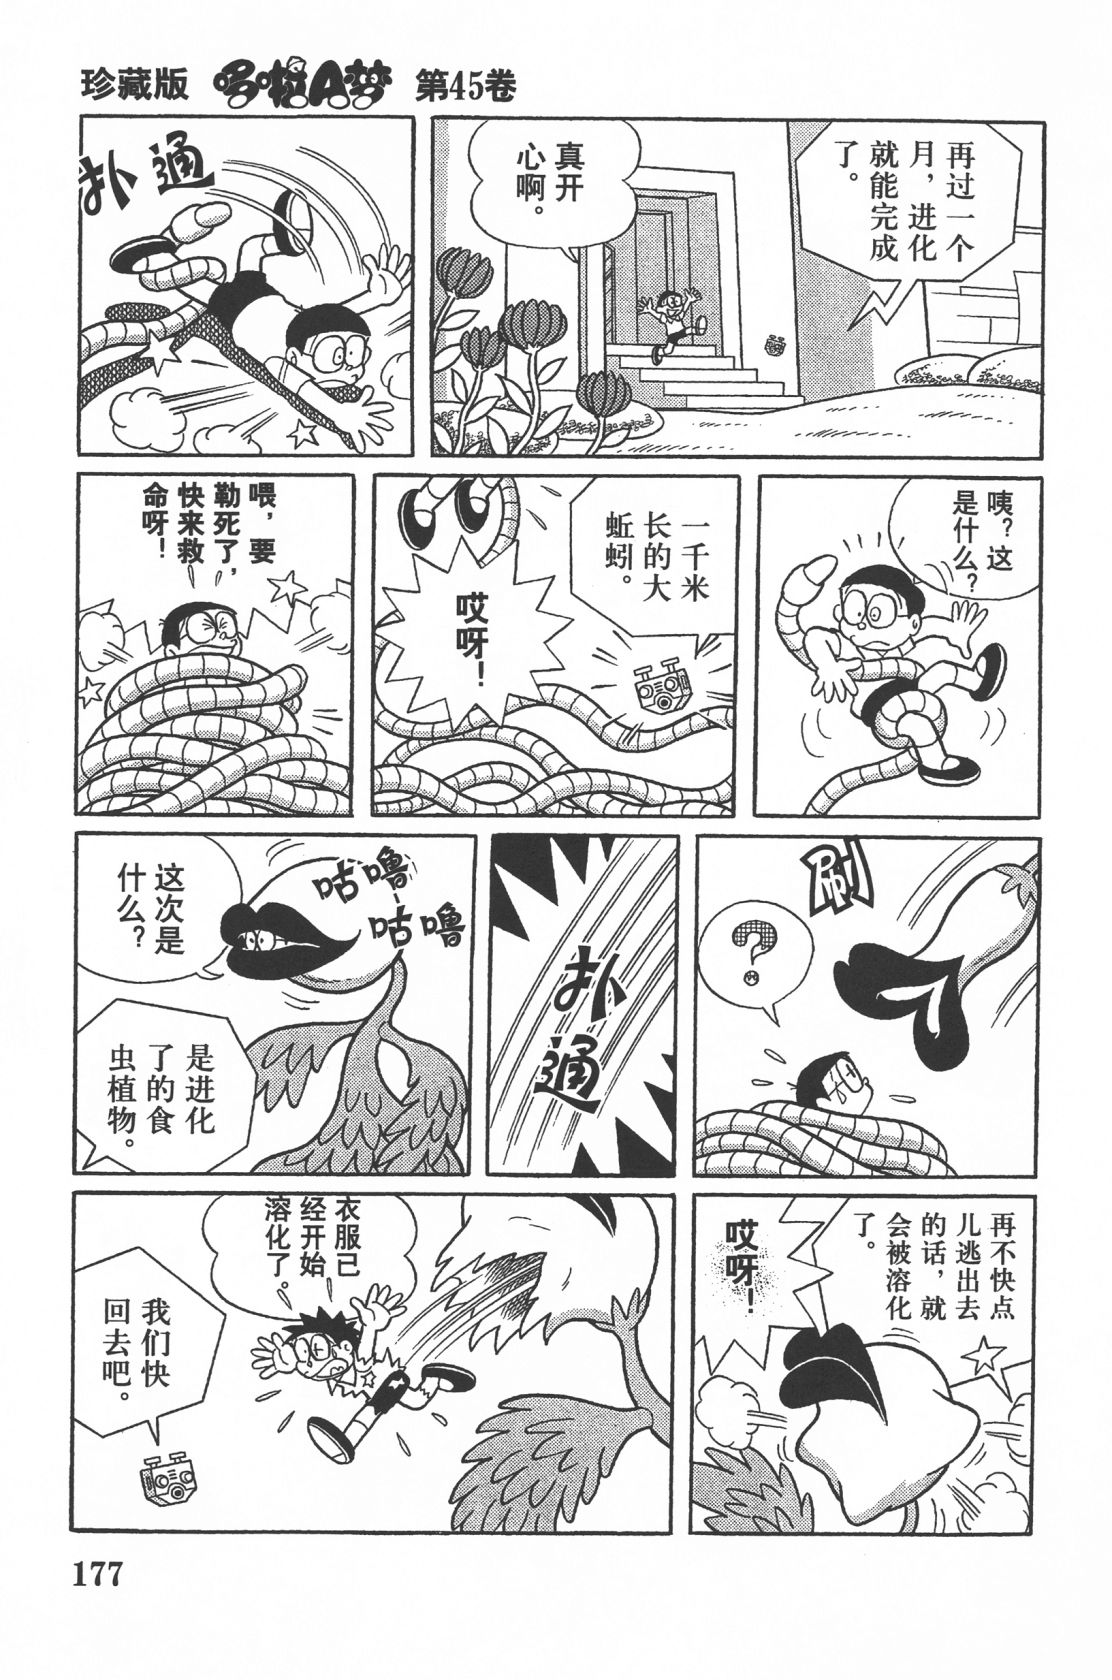 珍藏版 哆啦A梦 第45卷
再过一个
月，进化
就能完成
了。
真开
心啊。
扑通
咦？这
是什么？
一千米
长的大
蚯蚓。
哎呀！
喂，要
勒死了，
快来救
命呀！
刷
？
扑通
咕噜
咕噜
这次是
什么？
是进化
了的食
虫植物。
再不快点
儿逃出去
的话，就
会被溶化
了。
哎呀！
衣服已
经开始
溶化了。
我们快
回去吧。
177